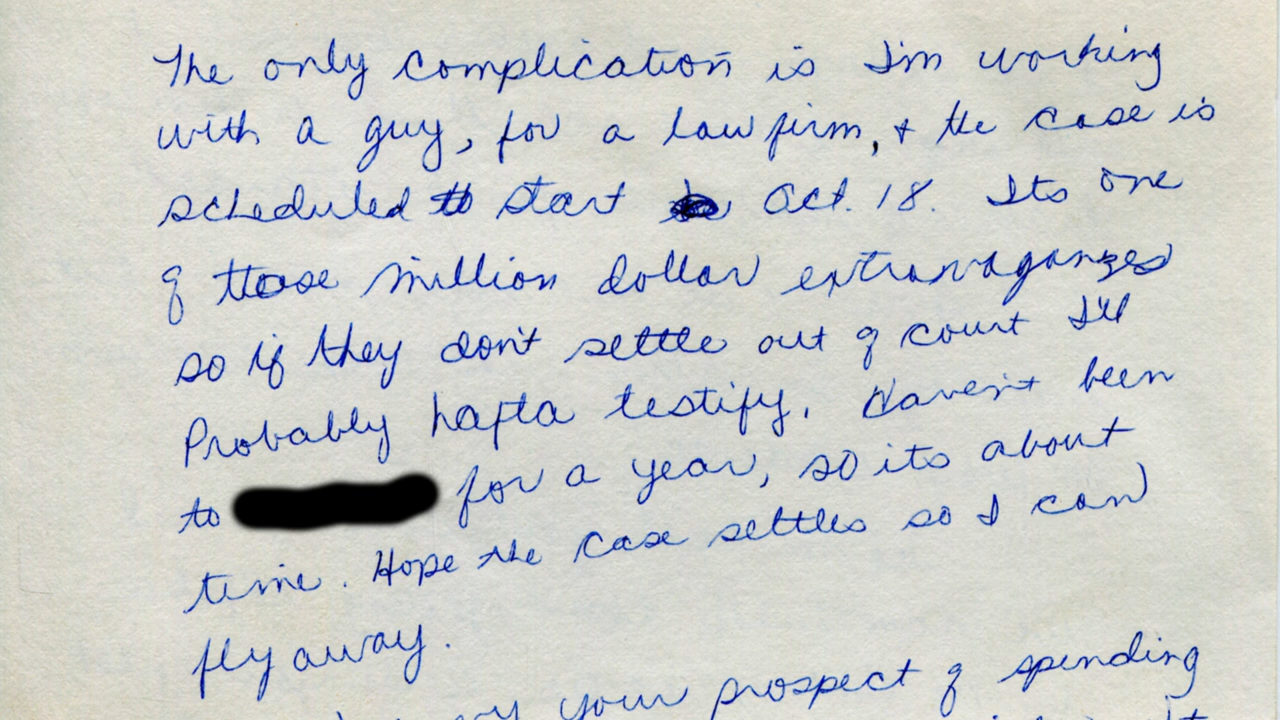 The only complication is I'm working
with a guy, for a law firm, & the case is
scheduled to start Oct. 18. Its one
of those million dollar extravaganzas
so if they don't settle out of court I'll
Probably hafta testify. Haven't been
to for a year, so its about
time. Hope the case settles so I can
fly away.
your prospect of spending